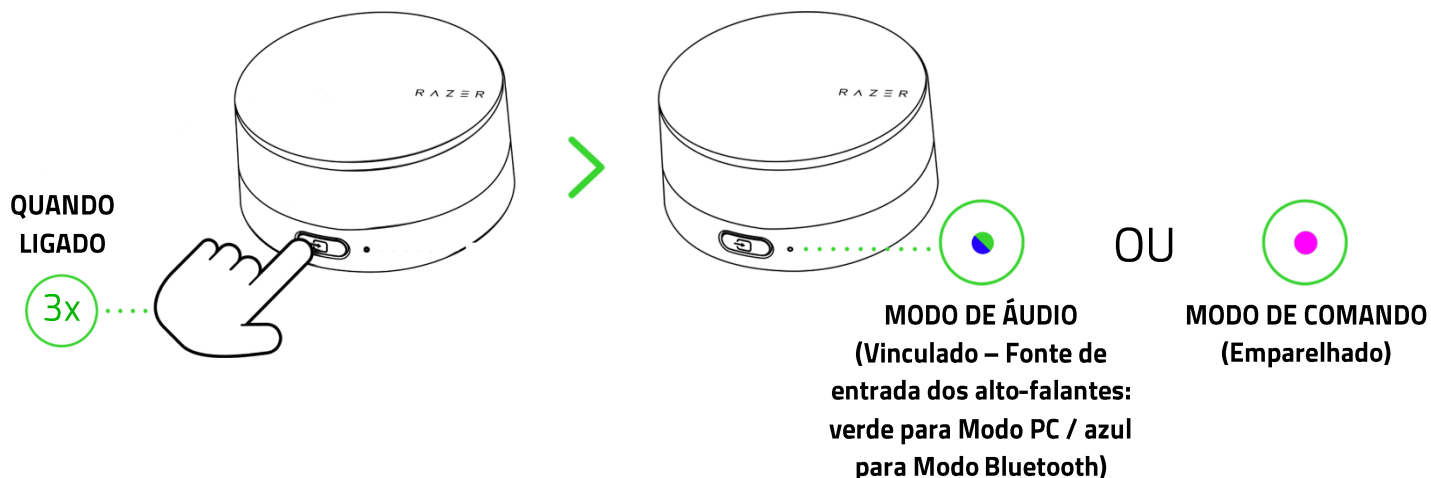 RAZER
RAZER
QUANDO
LIGADO
3x
OU
MODO DE ÁUDIO
(Vinculado – Fonte de
entrada dos alto-falantes:
verde para Modo PC / azul
para Modo Bluetooth)
MODO DE COMANDO
(Emparelhado)